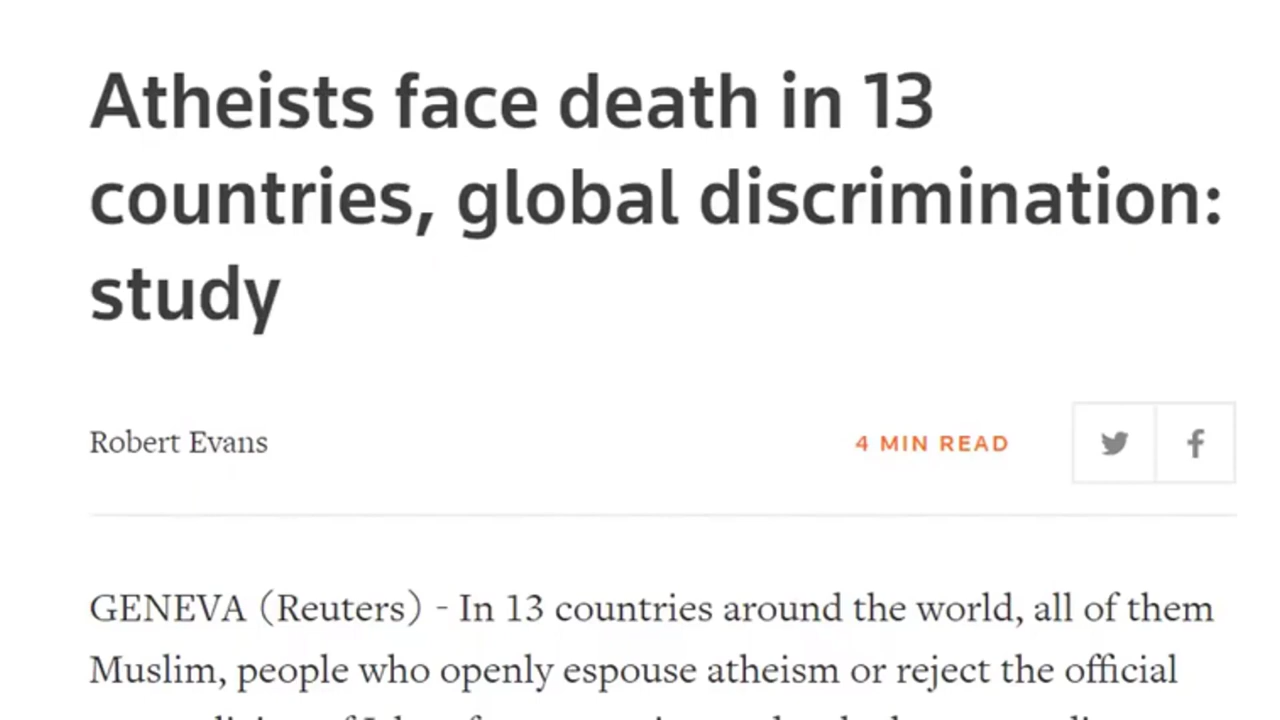 Atheists face death in 13
countries, global discrimination:
study
Robert Evans
4 MIN READ
GENEVA (Reuters) - In 13 countries around the world, all of them
Muslim, people who openly espouse atheism or reject the official